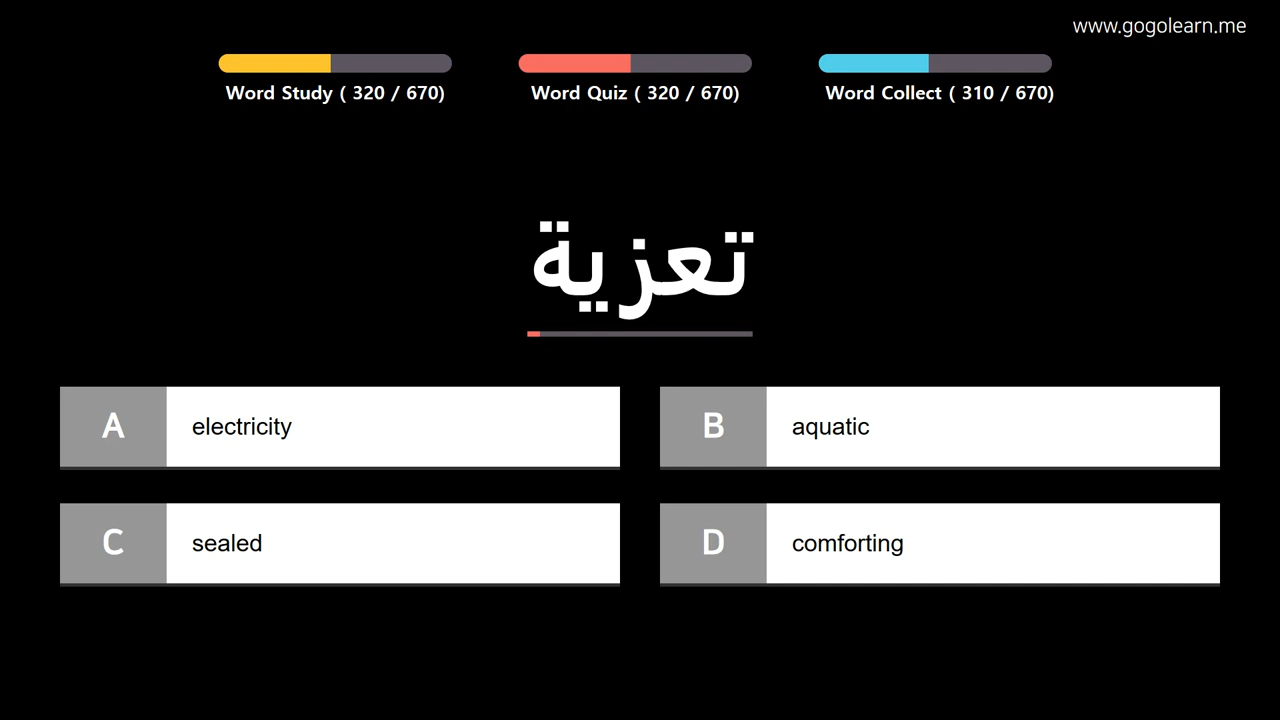 www.gogolearn.me
Word Study ( 320 / 670)
Word Quiz ( 320 / 670)
Word Collect ( 310 / 670)
تعزية
A electricity
B aquatic
C sealed
D comforting